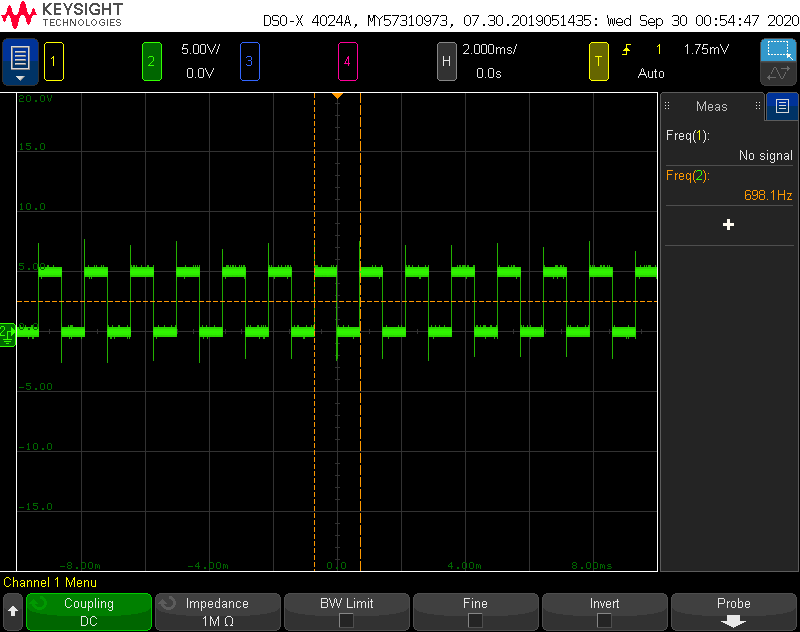 KEYSIGHT
TECHNOLOGIES
DSO-X 4024A, MY57310973, 07.30.2019051435: Wed Sep 30 00:54:47 2020
1
2
5.00V/
0.0V
3
4
H
2.000ms/
0.0s
T
1
1.75mV
Auto
20.0V
15.0
10.0
5.00
0.0
-5.00
-10.0
-15.0
2
-8.00m
-4.00m
0.0
4.00m
8.00ms
Meas
Freq(1):
No signal
Freq(2):
698.1Hz
+
Channel 1 Menu
Coupling
DC
Impedance
1M Ω
BW Limit
Fine
Invert
Probe